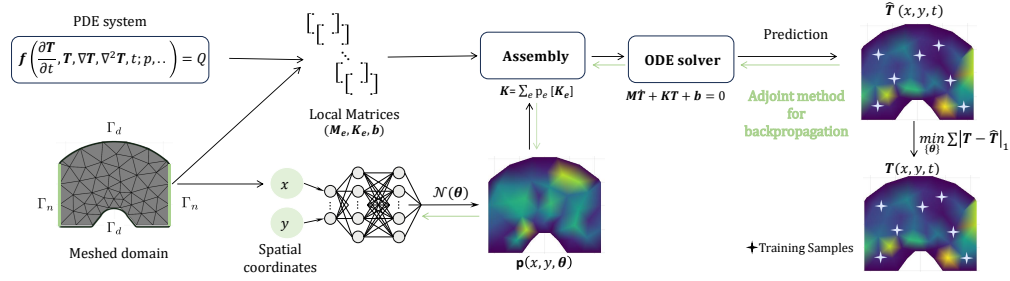 PDE system
f(∂T/∂t, T, ∇T, ∇²T, t; p, . . ) = Q
Γ_d
Γ_n
Γ_n
Γ_d
Meshed domain
Local Matrices
(M_e, K_e, b)
x
y
Spatial
coordinates
𝒩(θ)
Assembly
K= ∑_e p_e [K_e]
p(x, y, θ)
ODE solver
MṪ + KT + b = 0
Prediction
Adjoint method
for
backpropagation
T̂ (x, y, t)
min_{θ} ∑|T − T̂|_1
T(x, y, t)
Training Samples